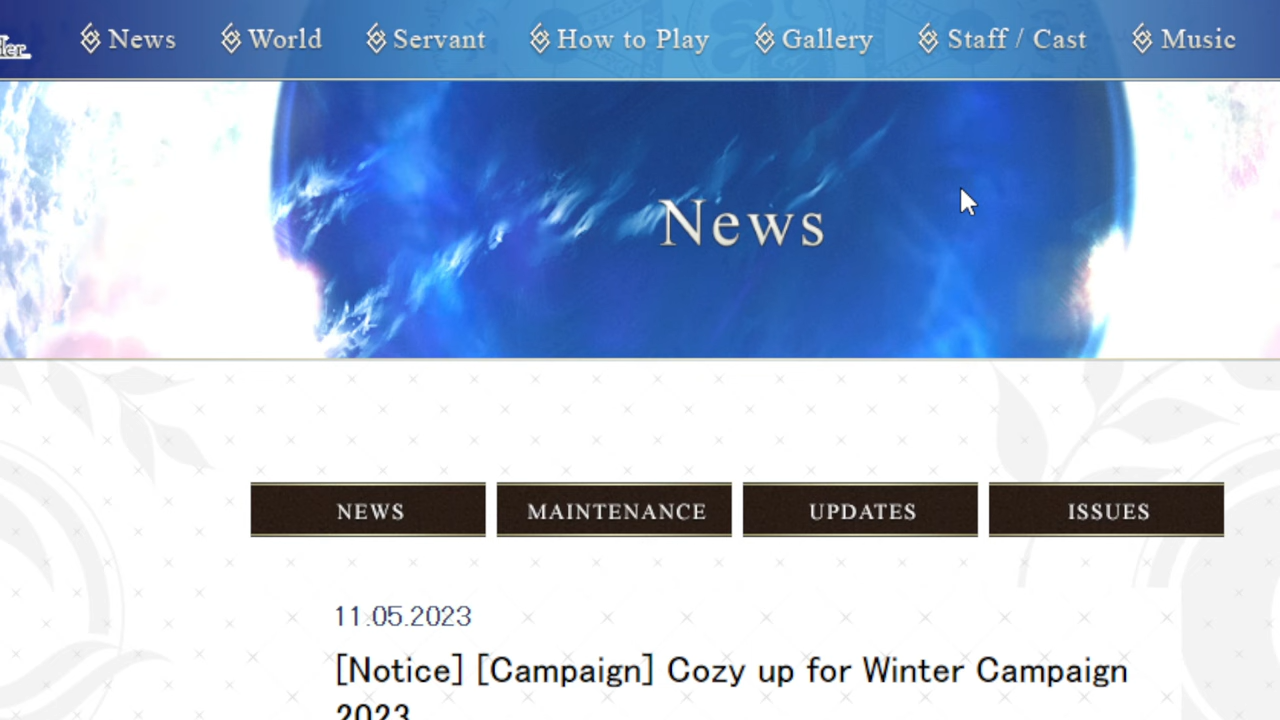 News World Servant How to Play Gallery Staff / Cast Music
News
NEWS MAINTENANCE UPDATES ISSUES
11.05.2023
[Notice] [Campaign] Cozy up for Winter Campaign
2023